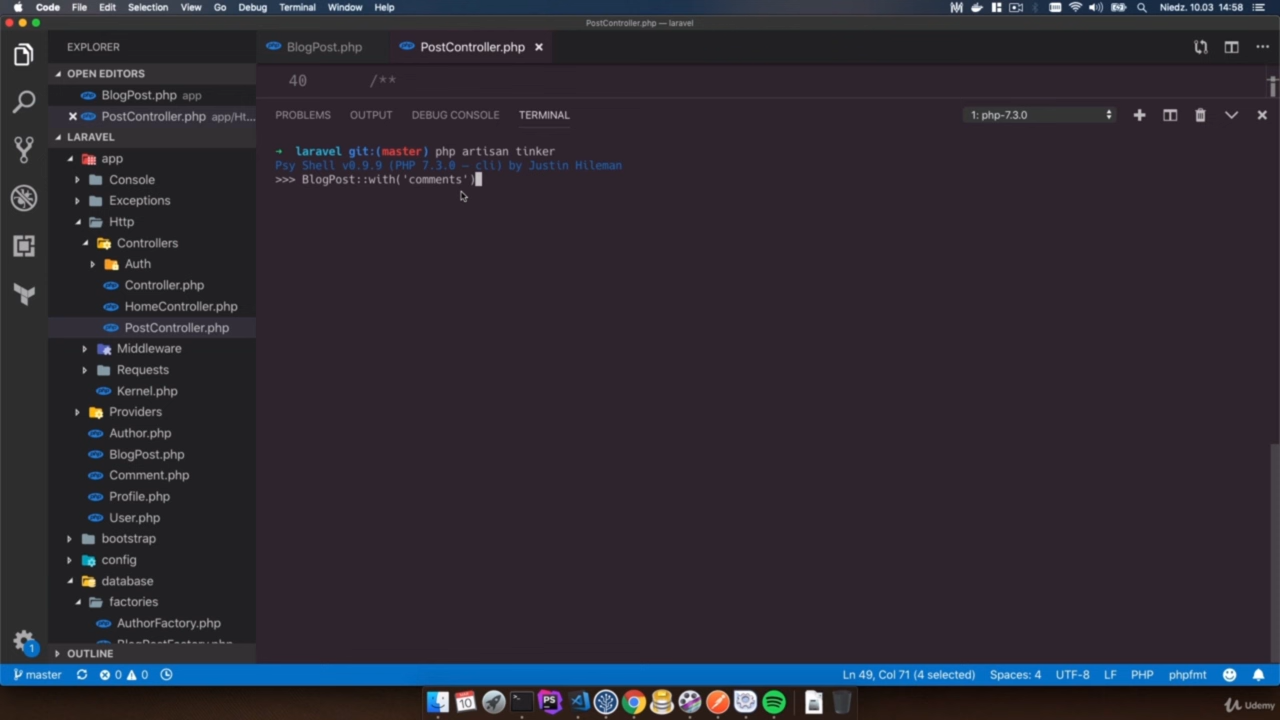 Code File Edit Selection View Go Debug Terminal Window Help Niedz. 10.03 14:58
PostController.php — laravel
EXPLORER
BlogPost.php PostController.php
OPEN EDITORS
BlogPost.php app
PostController.php app/Ht...
LARAVEL
app
Console
Exceptions
Http
Controllers
Auth
Controller.php
HomeController.php
PostController.php
Middleware
Requests
Kernel.php
Providers
Author.php
BlogPost.php
Comment.php
Profile.php
User.php
bootstrap
config
database
factories
AuthorFactory.php
BlogPostFactory.php
OUTLINE
40 /**
PROBLEMS OUTPUT DEBUG CONSOLE TERMINAL 1: php-7.3.0
➜ laravel git:(master) php artisan tinker
Psy Shell v0.9.9 (PHP 7.3.0 — cli) by Justin Hileman
>>> BlogPost::with('comments')
1
master 0 0 Ln 49, Col 71 (4 selected) Spaces: 4 UTF-8 LF PHP phpfmt
10 PS
Udemy